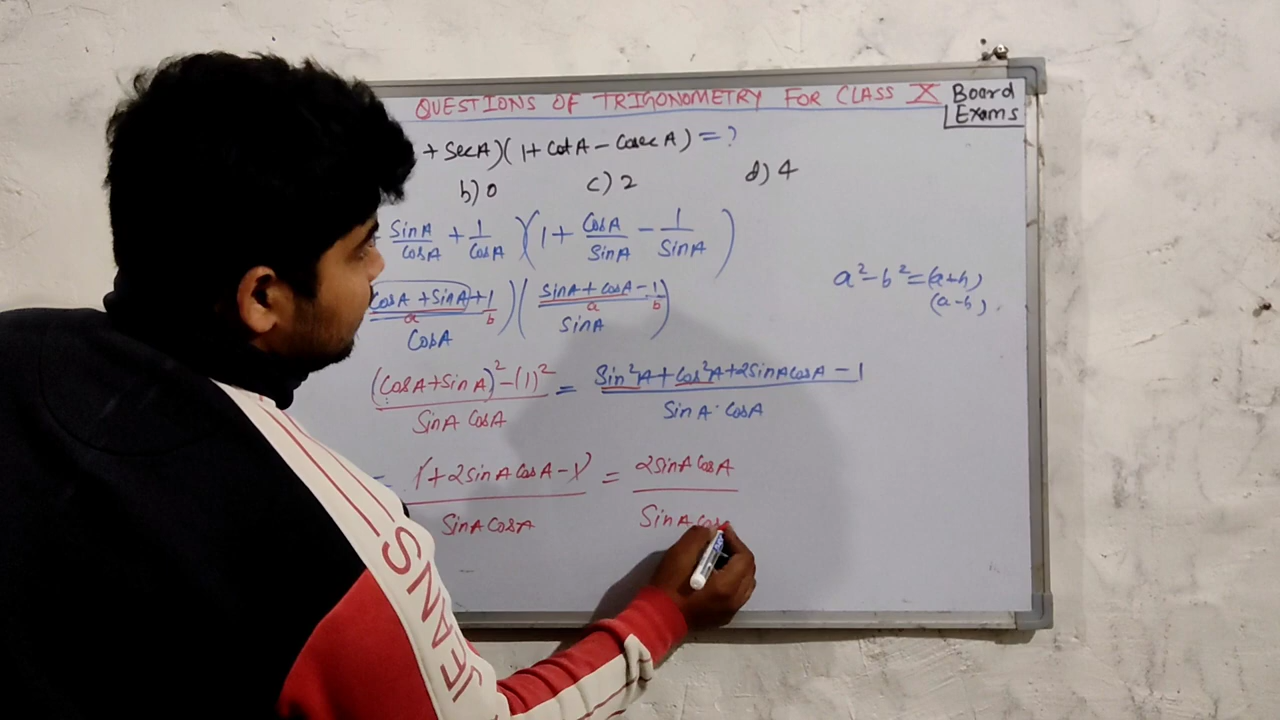 QUESTIONS OF TRIGONOMETRY FOR CLASS X Board Exams
+ SecA)(1+ CotA - CosecA) = ?
b) 0 c) 2 d) 4
SinA/CosA + 1/CosA )(1 + CosA/SinA - 1/SinA)
a²-b²=(a+b)
(a-b).
CosA + SinA + 1/CosA )( SinA + CosA - 1/SinA )
a b a b
(CosA+SinA)²-(1)²/SinA CosA = Sin²A+Cos²A+2SinACosA - 1/SinA·CosA
= 1+2SinACosA-1/SinACosA = 2SinACosA/SinACosA
JEANS